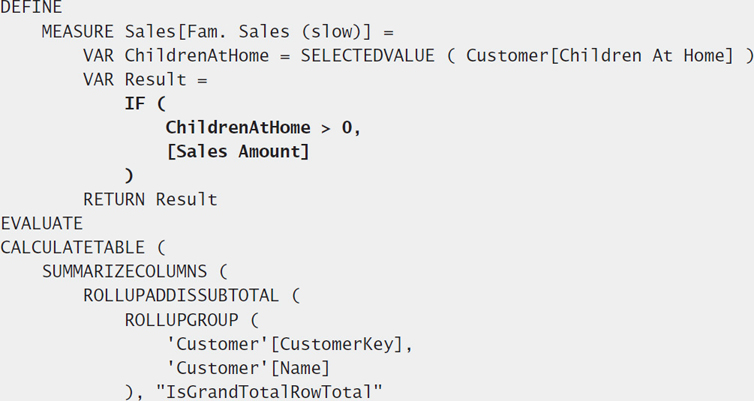 DEFINE
    MEASURE Sales[Fam. Sales (slow)] =
        VAR ChildrenAtHome = SELECTEDVALUE ( Customer[Children At Home] )
        VAR Result =
            IF (
                ChildrenAtHome > 0,
                [Sales Amount]
            )
        RETURN Result
EVALUATE
CALCULATETABLE (
    SUMMARIZECOLUMNS (
        ROLLUPADDISSUBTOTAL (
            ROLLUPGROUP (
                'Customer'[CustomerKey],
                'Customer'[Name]
            ), "IsGrandTotalRowTotal"